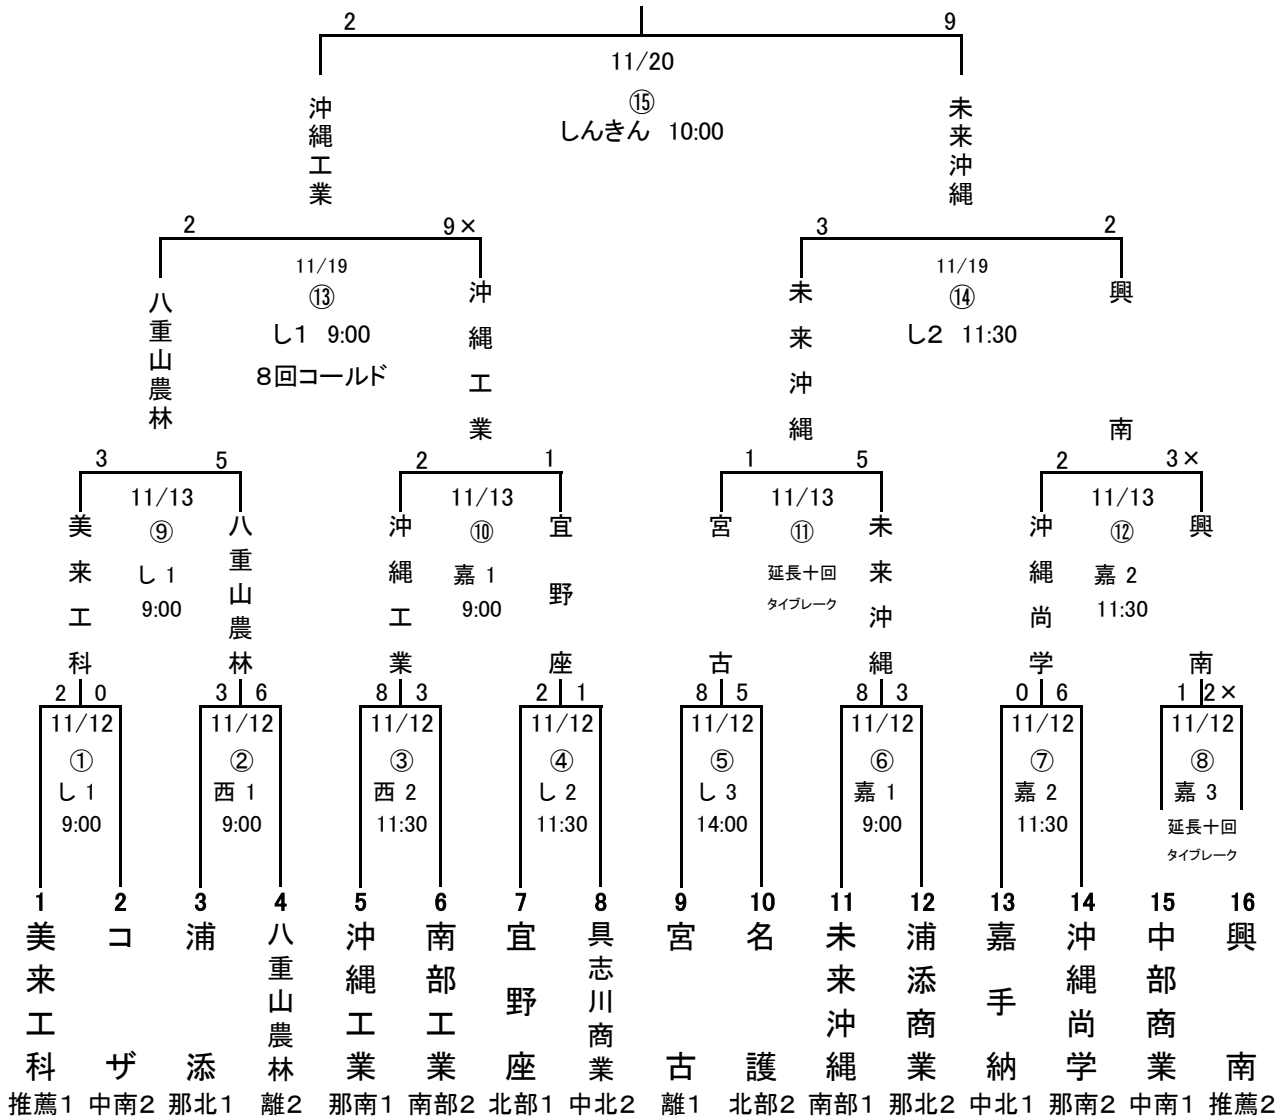 2 9
11/20
⑮
しんきん 10:00
沖縄工業 未来沖縄
2 9× 3 2
11/19 11/19
⑬ ⑭
し1 9:00 し2 11:30
8回コールド
八重山農林 沖縄工業 未来沖縄 興南
3 5 2 1 1 5 2 3×
11/13 11/13 11/13 11/13
⑨ ⑩ ⑪ ⑫
し 1 嘉 1 延長十回 嘉 2
9:00 9:00 タイブレーク 11:30
美来工科 八重山農林 沖縄工業 宜野座 宮古 未来沖縄 沖縄尚学 興南
2 0 3 6 8 3 2 1 8 5 8 3 0 6 1 2×
11/12 11/12 11/12 11/12 11/12 11/12 11/12 11/12
① ② ③ ④ ⑤ ⑥ ⑦ ⑧
し 1 西 1 西 2 し 2 し 3 嘉 1 嘉 2 嘉 3
9:00 9:00 11:30 11:30 14:00 9:00 11:30 延長十回
タイブレーク
1 2 3 4 5 6 7 8 9 10 11 12 13 14 15 16
美来工科 コザ 浦添 八重山農林 沖縄工業 南部工業 宜野座 具志川商業 宮古 名護 未来沖縄 浦添商業 嘉手納 沖縄尚学 中部商業 興南
推薦1 中南2 那北1 離2 那南1 南部2 北部1 中北2 離1 北部2 南部1 那北2 中北1 那南2 中南1 推薦2